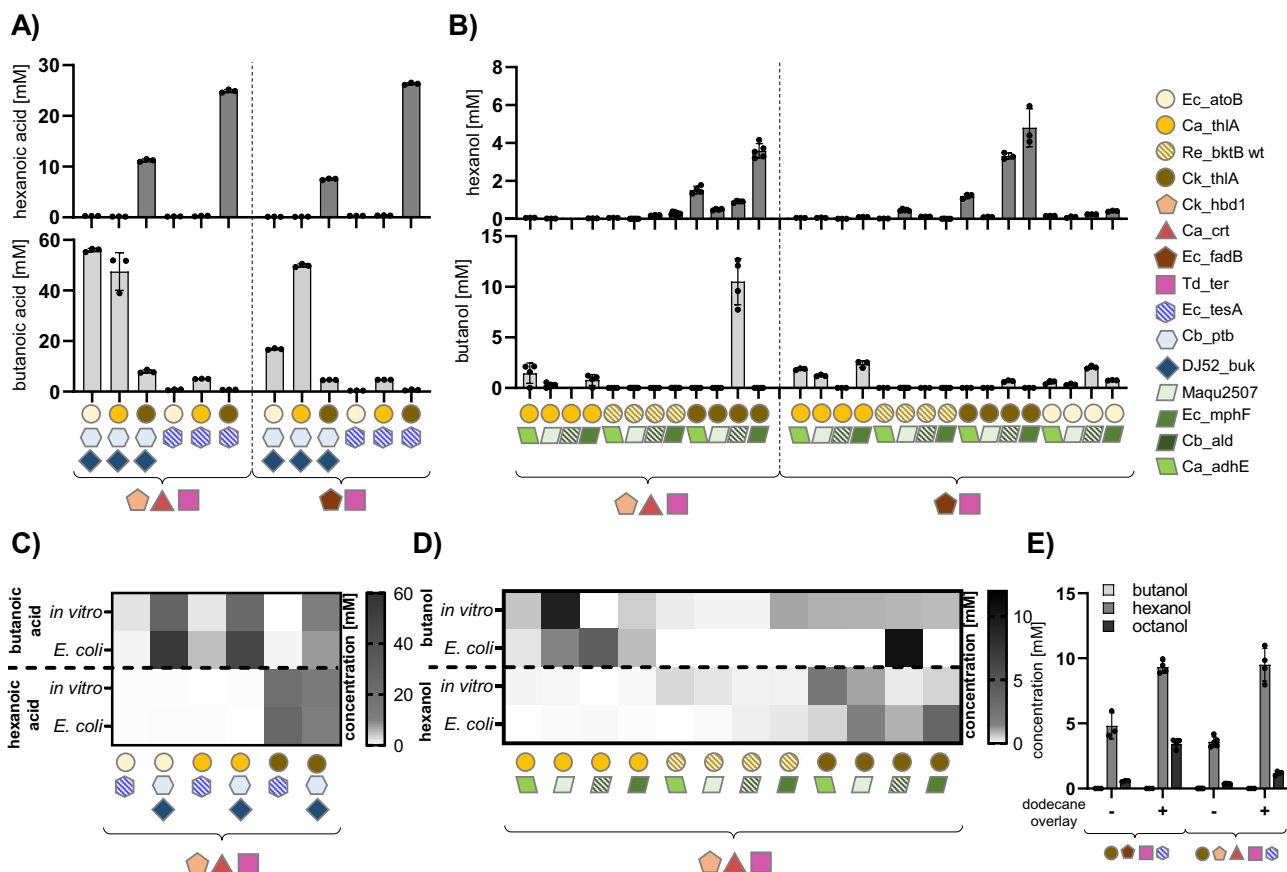 A)
B)
hexanoic acid [mM]
30
20
10
0
butanoic acid [mM]
60
40
20
0
hexanol [mM]
8
6
4
2
0
butanol [mM]
15
10
5
0
Ec_atoB
Ca_thlA
Re_bktB wt
Ck_thlA
Ck_hbd1
Ca_crt
Ec_fadB
Td_ter
Ec_tesA
Cb_ptb
DJ52_buk
Maqu2507
Ec_mphF
Cb_ald
Ca_adhE
C)
D)
E)
butanoic
acid
in vitro
E. coli
hexanoic
acid
in vitro
E. coli
60
40
20
0
concentration [mM]
butanol
in vitro
E. coli
hexanol
in vitro
E. coli
10
5
0
concentration [mM]
butanol
hexanol
octanol
concentration [mM]
15
10
5
0
dodecane
overlay
- + - +